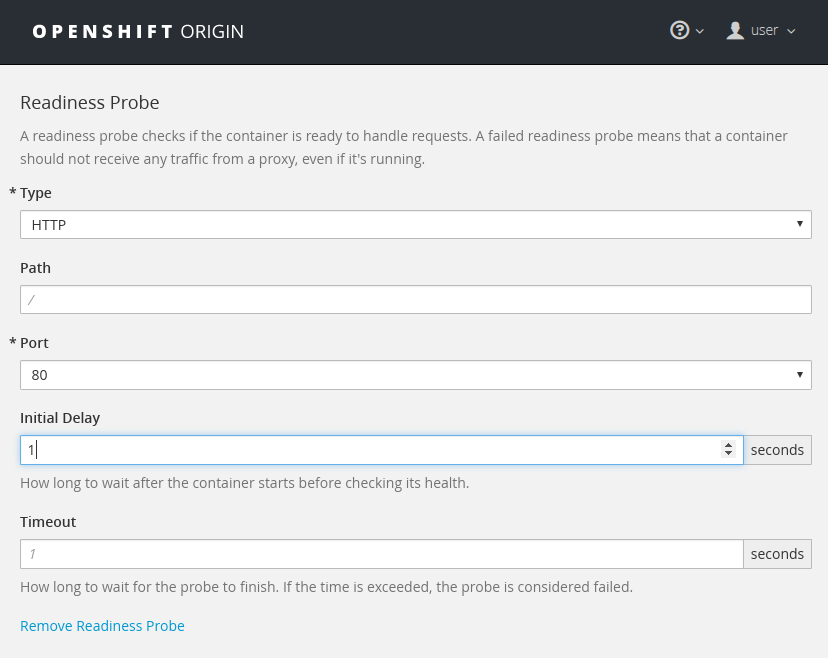 OPENSHIFT ORIGIN
? user
Readiness Probe
A readiness probe checks if the container is ready to handle requests. A failed readiness probe means that a container
should not receive any traffic from a proxy, even if it's running.
* Type
HTTP
Path
/
* Port
80
Initial Delay
1 seconds
How long to wait after the container starts before checking its health.
Timeout
1 seconds
How long to wait for the probe to finish. If the time is exceeded, the probe is considered failed.
Remove Readiness Probe